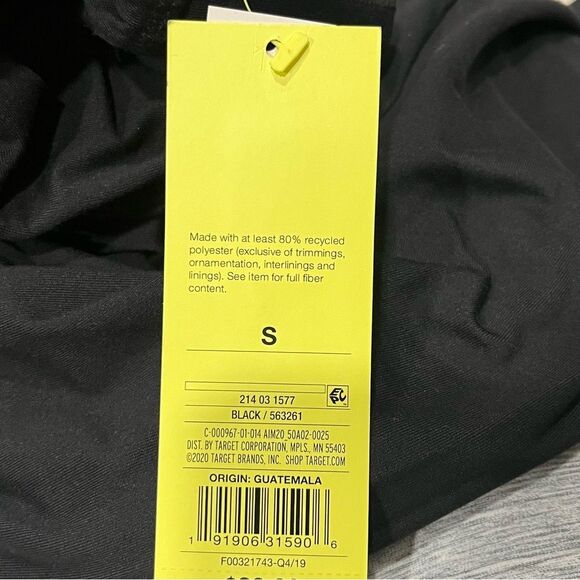 Made with at least 80% recycled
polyester (exclusive of trimmings,
ornamentation, interlinings and
linings). See item for full fiber
content.
S
214 03 1577
BLACK / 563261
C-000967-01-014 AIM20_50A02-0025
DIST. BY TARGET CORPORATION, MPLS., MN 55403
©2020 TARGET BRANDS, INC. SHOP TARGET.COM
ORIGIN: GUATEMALA
1 91906 31590 6
F00321743-Q4/19